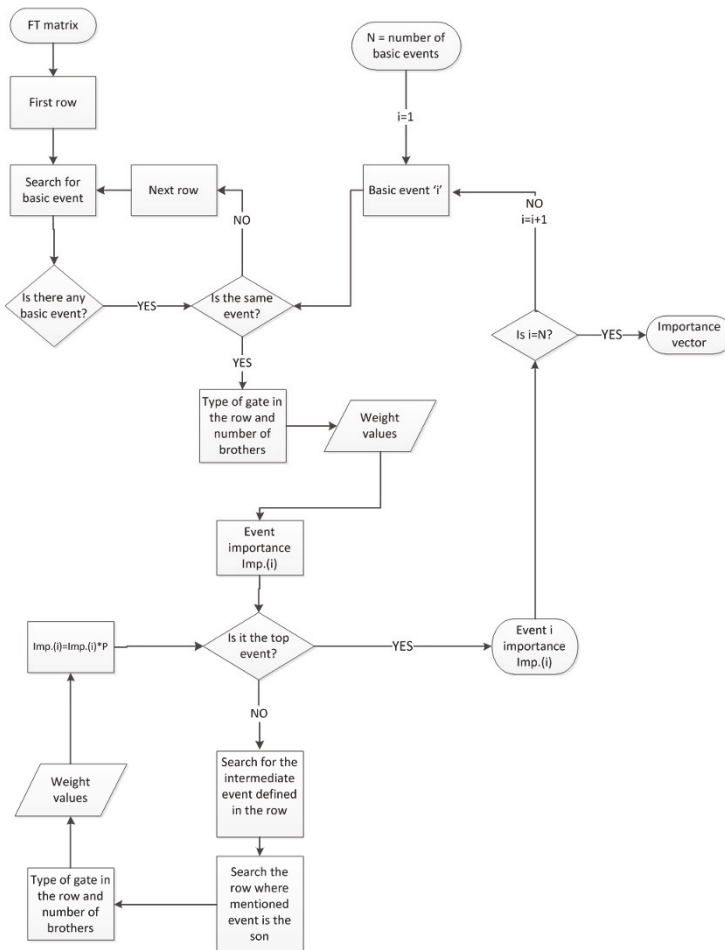 FT matrix
First row
Search for
basic event
Next row
Is there any
basic event?
YES
Is the same
event?
NO
YES
N = number of
basic events
i=1
Basic event ‘i’
NO
i=i+1
Is i=N?
YES
Importance
vector
Type of gate in
the row and
number of
brothers
Weight
values
Event
importance
Imp.(i)
Is it the top
event?
YES
Event i
importance
Imp.(i)
NO
Search for the
intermediate
event defined
in the row
Search the
row where
mentioned
event is the
son
Type of gate in
the row and
number of
brothers
Weight
values
Imp.(i)=Imp.(i)*P